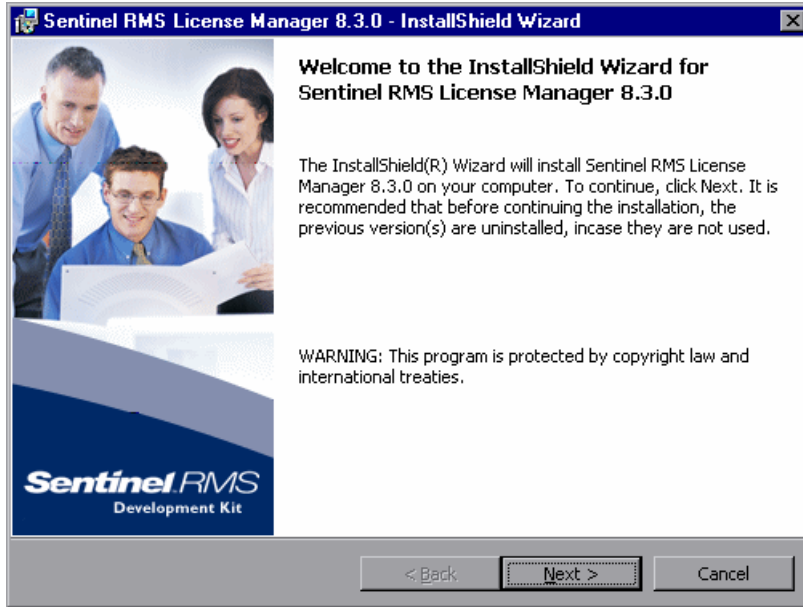 Sentinel RMS License Manager 8.3.0 - InstallShield Wizard
Welcome to the InstallShield Wizard for
Sentinel RMS License Manager 8.3.0
The InstallShield(R) Wizard will install Sentinel RMS License
Manager 8.3.0 on your computer. To continue, click Next. It is
recommended that before continuing the installation, the
previous version(s) are uninstalled, incase they are not used.
WARNING: This program is protected by copyright law and
international treaties.
Sentinel.RMS
Development Kit
< Back
Next >
Cancel